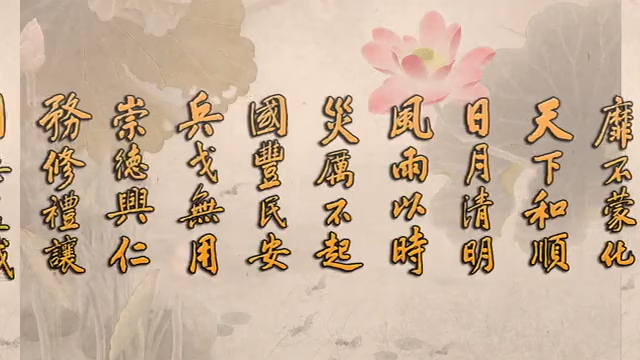 靡不蒙化
天下和順
日月清明
風雨以時
災厲不起
國豐民安
兵戈無用
崇德興仁
務修禮讓